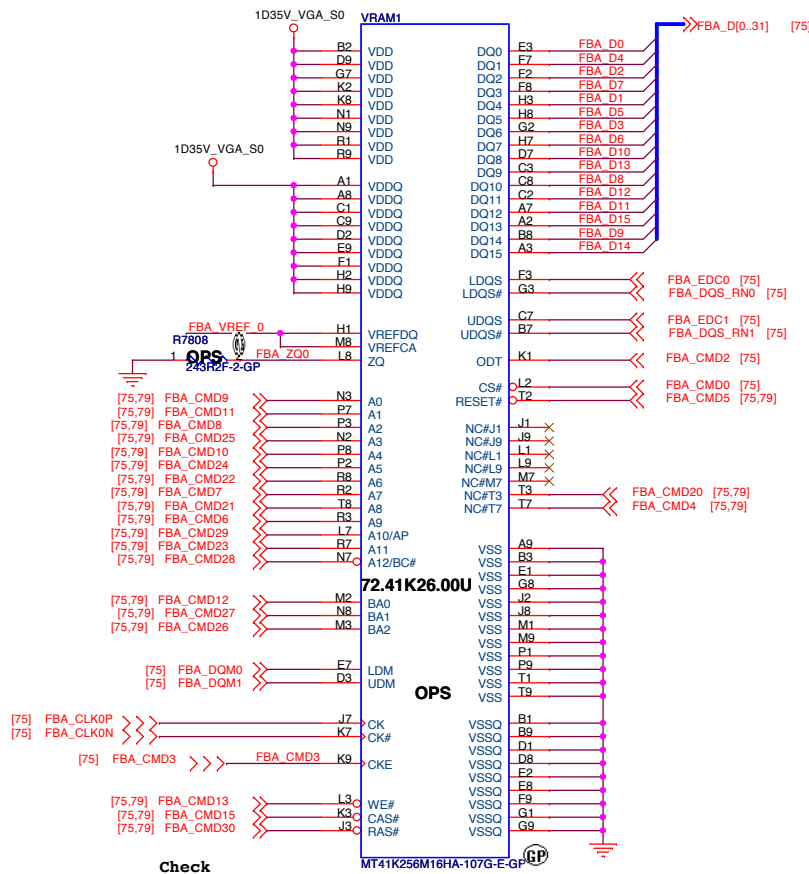 1D35V_VGA_S0 VRAM1
B2 VDD DQ0 E3 FBA_D0 FBA_D[0..31] [75]
D9 VDD DQ1 F7 FBA_D4
G7 VDD DQ2 F2 FBA_D2
K2 VDD DQ3 F8 FBA_D7
K8 VDD DQ4 H3 FBA_D1
N1 VDD DQ5 H8 FBA_D5
N9 VDD DQ6 G2 FBA_D3
R1 VDD DQ7 H7 FBA_D6
1D35V_VGA_S0 R9 VDD DQ8 D7 FBA_D10
DQ9 C3 FBA_D13
A1 VDDQ DQ10 C8 FBA_D8
A8 VDDQ DQ11 C2 FBA_D12
C1 VDDQ DQ12 A7 FBA_D11
C9 VDDQ DQ13 A2 FBA_D15
D2 VDDQ DQ14 B8 FBA_D9
E9 VDDQ DQ15 A3 FBA_D14
F1 VDDQ
H2 VDDQ LDQS F3 FBA_EDC0 [75]
H9 VDDQ LDQS# G3 FBA_DQS_RN0 [75]
UDQS C7 FBA_EDC1 [75]
FBA_VREF_0 H1 VREFDQ UDQS# B7 FBA_DQS_RN1 [75]
R7808 M8 VREFCA
1 OPS FBA_ZQ0 L8 ZQ ODT K1 FBA_CMD2 [75]
243R2F-2-GP
CS# L2 FBA_CMD0 [75]
[75,79] FBA_CMD9 N3 A0 RESET# T2 FBA_CMD5 [75,79]
[75,79] FBA_CMD11 P7 A1
[75,79] FBA_CMD8 P3 A2 NC#J1 J1
[75,79] FBA_CMD25 N2 A3 NC#J9 J9
[75,79] FBA_CMD10 P8 A4 NC#L1 L1
[75,79] FBA_CMD24 P2 A5 NC#L9 L9
[75,79] FBA_CMD22 R8 A6 NC#M7 M7
[75,79] FBA_CMD7 R2 A7 NC#T3 T3 FBA_CMD20 [75,79]
[75,79] FBA_CMD21 T8 A8 NC#T7 T7 FBA_CMD4 [75,79]
[75,79] FBA_CMD6 R3 A9
[75,79] FBA_CMD29 L7 A10/AP
[75,79] FBA_CMD23 R7 A11 VSS A9
[75,79] FBA_CMD28 N7 A12/BC# VSS B3
VSS E1
72.41K26.00U VSS G8
[75,79] FBA_CMD12 M2 BA0 VSS J2
[75,79] FBA_CMD27 N8 BA1 VSS J8
[75,79] FBA_CMD26 M3 BA2 VSS M1
VSS M9
VSS P1
[75] FBA_DQM0 E7 LDM VSS P9
[75] FBA_DQM1 D3 UDM VSS T1
OPS VSS T9
[75] FBA_CLK0P J7 CK VSSQ B1
[75] FBA_CLK0N K7 CK# VSSQ B9
VSSQ D1
[75] FBA_CMD3 FBA_CMD3 K9 CKE VSSQ D8
VSSQ E2
VSSQ E8
[75,79] FBA_CMD13 L3 WE# VSSQ F9
[75,79] FBA_CMD15 K3 CAS# VSSQ G1
[75,79] FBA_CMD30 J3 RAS# VSSQ G9
Check MT41K256M16HA-107G-E-GP GP